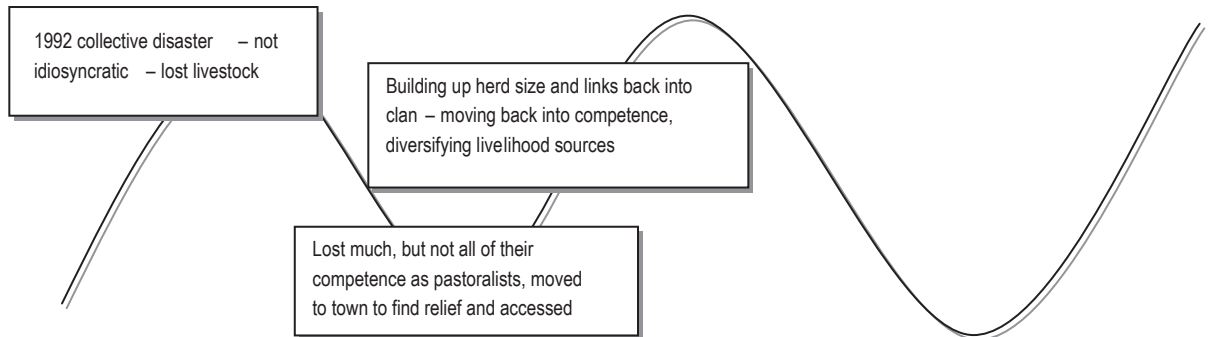 1992 collective disaster – not
idiosyncratic – lost livestock
Building up herd size and links back into
clan – moving back into competence,
diversifying livelihood sources
Lost much, but not all of their
competence as pastoralists, moved
to town to find relief and accessed